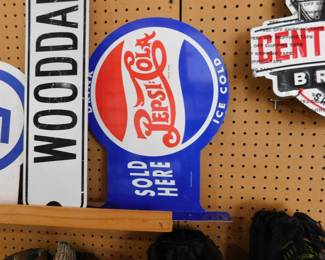 WOODDA
DRINK
PEPSI-COLA
ICE COLD
SOLD
HERE
CENT
BR